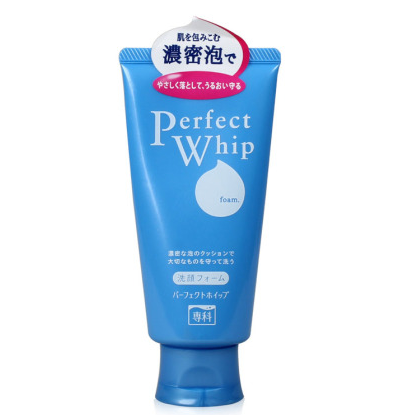 肌を包みこむ
濃密泡で
やさしく落として、うるおい守る
Perfect
Whip
foam.
濃密な泡のクッションで
大切なものを守って洗う
洗顔フォーム
パーフェクトホイップ
専科